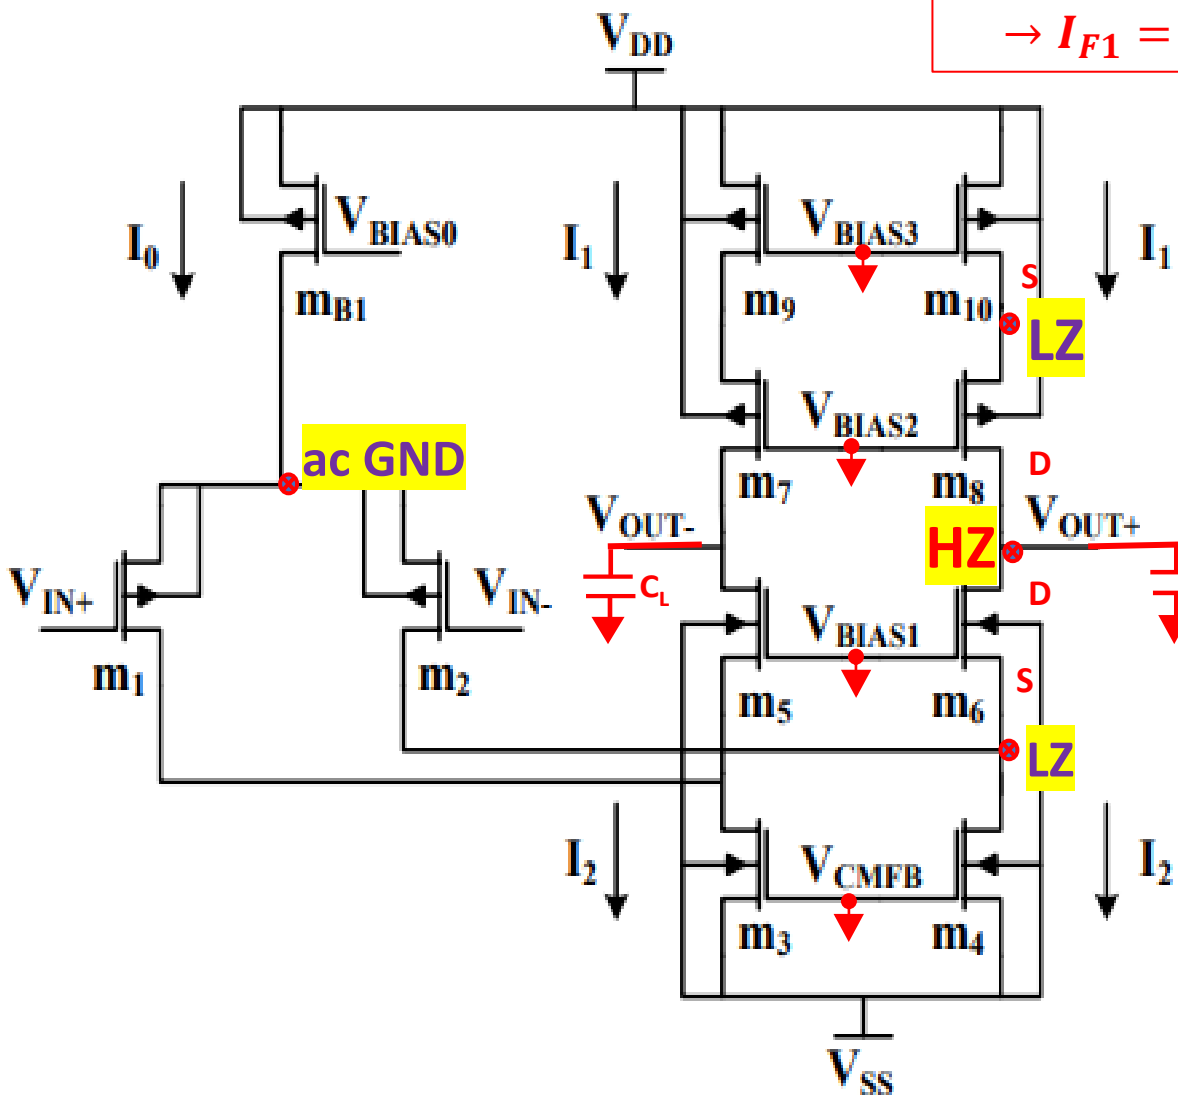 → I_F1 =
V_DD
V_BIAS0
I_0
m_B1
I_1
V_BIAS3
I_1
m_9
m_10
S
LZ
V_BIAS2
m_7
m_8
D
ac GND
V_IN+
V_IN-
m_1
m_2
V_OUT-
HZ
V_OUT+
C_L
D
V_BIAS1
m_5
m_6
S
LZ
I_2
V_CMFB
I_2
m_3
m_4
V_SS